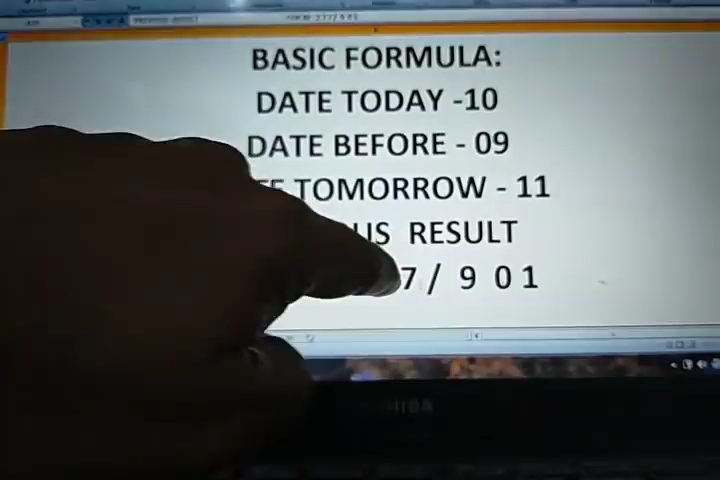 BASIC FORMULA:
DATE TODAY -10
DATE BEFORE - 09
TOMORROW - 11
RESULT
7 / 9 0 1